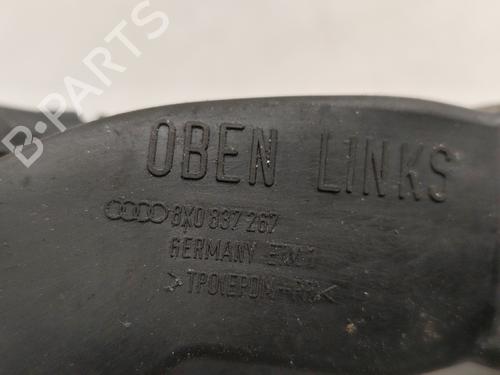 B-PARTS
OBEN LINKS
8X0 837 267
GERMANY